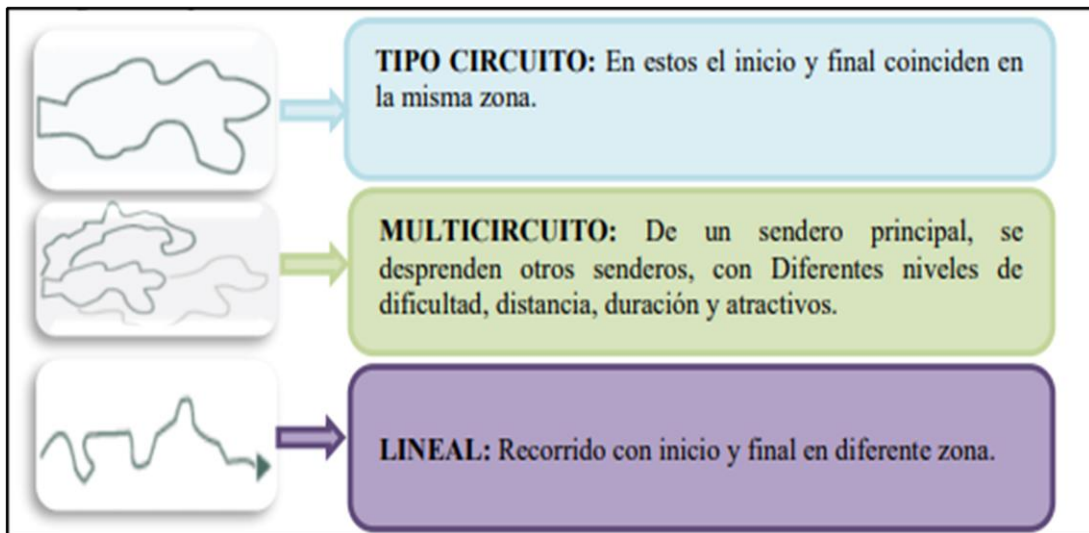 TIPO CIRCUITO: En estos el inicio y final coinciden en
la misma zona.
MULTICIRCUITO: De un sendero principal, se
desprenden otros senderos, con Diferentes niveles de
dificultad, distancia, duración y atractivos.
LINEAL: Recorrido con inicio y final en diferente zona.